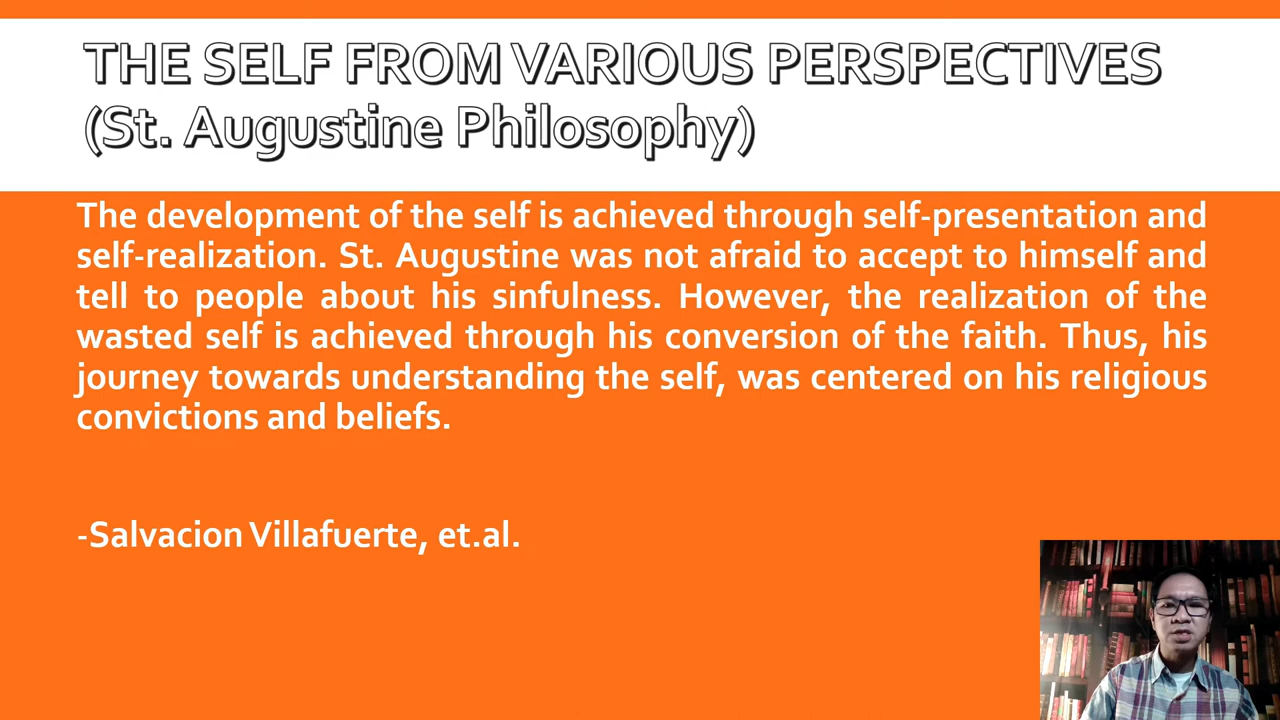 THE SELF FROM VARIOUS PERSPECTIVES
(St. Augustine Philosophy)
The development of the self is achieved through self-presentation and
self-realization. St. Augustine was not afraid to accept to himself and
tell to people about his sinfulness. However, the realization of the
wasted self is achieved through his conversion of the faith. Thus, his
journey towards understanding the self, was centered on his religious
convictions and beliefs.
-Salvacion Villafuerte, et.al.